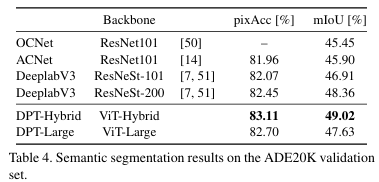 Backbone pixAcc [%] mIoU [%]
OCNet ResNet101 [50] – 45.45
ACNet ResNet101 [14] 81.96 45.90
DeeplabV3 ResNeSt-101 [7, 51] 82.07 46.91
DeeplabV3 ResNeSt-200 [7, 51] 82.45 48.36
DPT-Hybrid ViT-Hybrid 83.11 49.02
DPT-Large ViT-Large 82.70 47.63
Table 4. Semantic segmentation results on the ADE20K validation
set.